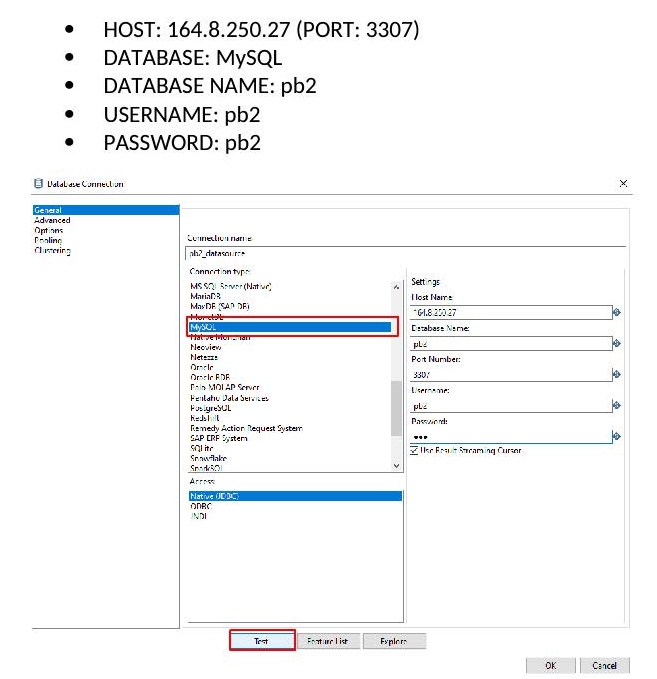 • HOST: 164.8.250.27 (PORT: 3307)
• DATABASE: MySQL
• DATABASE NAME: pb2
• USERNAME: pb2
• PASSWORD: pb2
Database Connection
General
Advanced
Options
Pooling
Clustering
Connection name:
pb2_datasource
Connection type:
MS SQL Server (Native)
MariaDB
MaxDB (SAP DB)
MonetDB
MySQL
Native Mondrian
Neoview
Netezza
Oracle
Oracle RDB
Palo MOLAP Server
Pentaho Data Services
PostgreSQL
Redshift
Remedy Action Request System
SAP ERP System
SQLite
Snowflake
SparkSQL
Access:
Native (JDBC)
ODBC
JNDI
Settings
Host Name:
164.8.250.27
Database Name:
pb2
Port Number:
3307
Username:
pb2
Password:
•••
Use Result Streaming Cursor
Test
Feature List
Explore
OK
Cancel